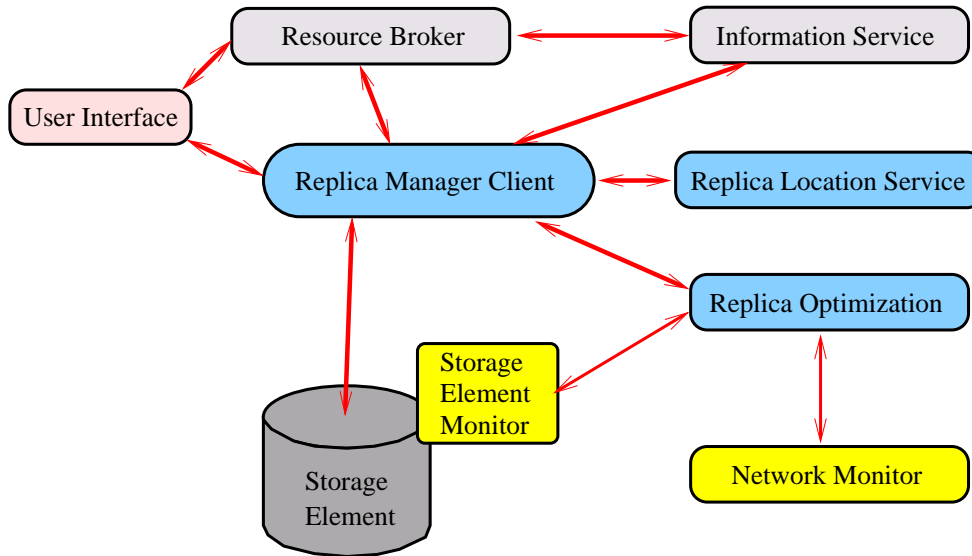 Resource Broker
Information Service
User Interface
Replica Manager Client
Replica Location Service
Replica Optimization
Storage
Element
Monitor
Network Monitor
Storage
Element